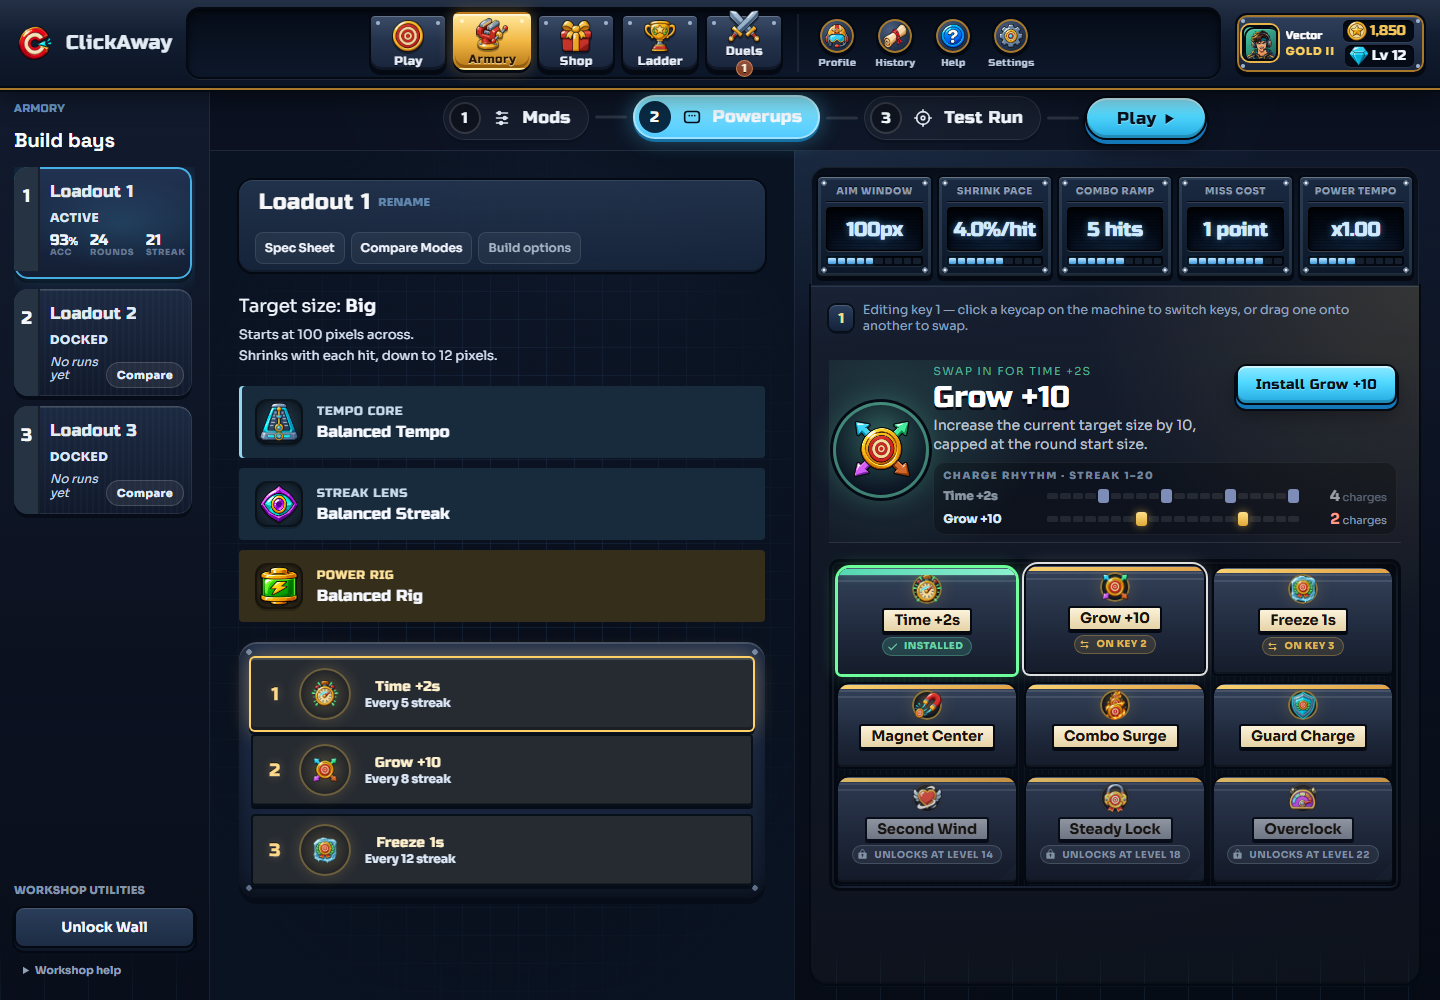 ClickAway
Play
Armory
Shop
Ladder
Duels
1
Profile
History
Help
Settings
Vector
GOLD II
1,850
Lv 12
ARMORY
Build bays
1
Loadout 1
ACTIVE
93% 24 21
ACC ROUNDS STREAK
2
Loadout 2
DOCKED
No runs yet
Compare
3
Loadout 3
DOCKED
No runs yet
Compare
WORKSHOP UTILITIES
Unlock Wall
Workshop help
1 Mods
2 Powerups
3 Test Run
Play
Loadout 1 RENAME
Spec Sheet
Compare Modes
Build options
Target size: Big
Starts at 100 pixels across.
Shrinks with each hit, down to 12 pixels.
TEMPO CORE
Balanced Tempo
STREAK LENS
Balanced Streak
POWER RIG
Balanced Rig
1
Time +2s
Every 5 streak
2
Grow +10
Every 8 streak
3
Freeze 1s
Every 12 streak
AIM WINDOW
100px
SHRINK PACE
4.0%/hit
COMBO RAMP
5 hits
MISS COST
1 point
POWER TEMPO
x1.00
1
Editing key 1 — click a keycap on the machine to switch keys, or drag one onto
another to swap.
SWAP IN FOR TIME +2S
Grow +10
Increase the current target size by 10,
capped at the round start size.
Install Grow +10
CHARGE RHYTHM · STREAK 1–20
Time +2s 4 charges
Grow +10 2 charges
Time +2s
INSTALLED
Grow +10
ON KEY 2
Freeze 1s
ON KEY 3
Magnet Center
Combo Surge
Guard Charge
Second Wind
UNLOCKS AT LEVEL 14
Steady Lock
UNLOCKS AT LEVEL 18
Overclock
UNLOCKS AT LEVEL 22